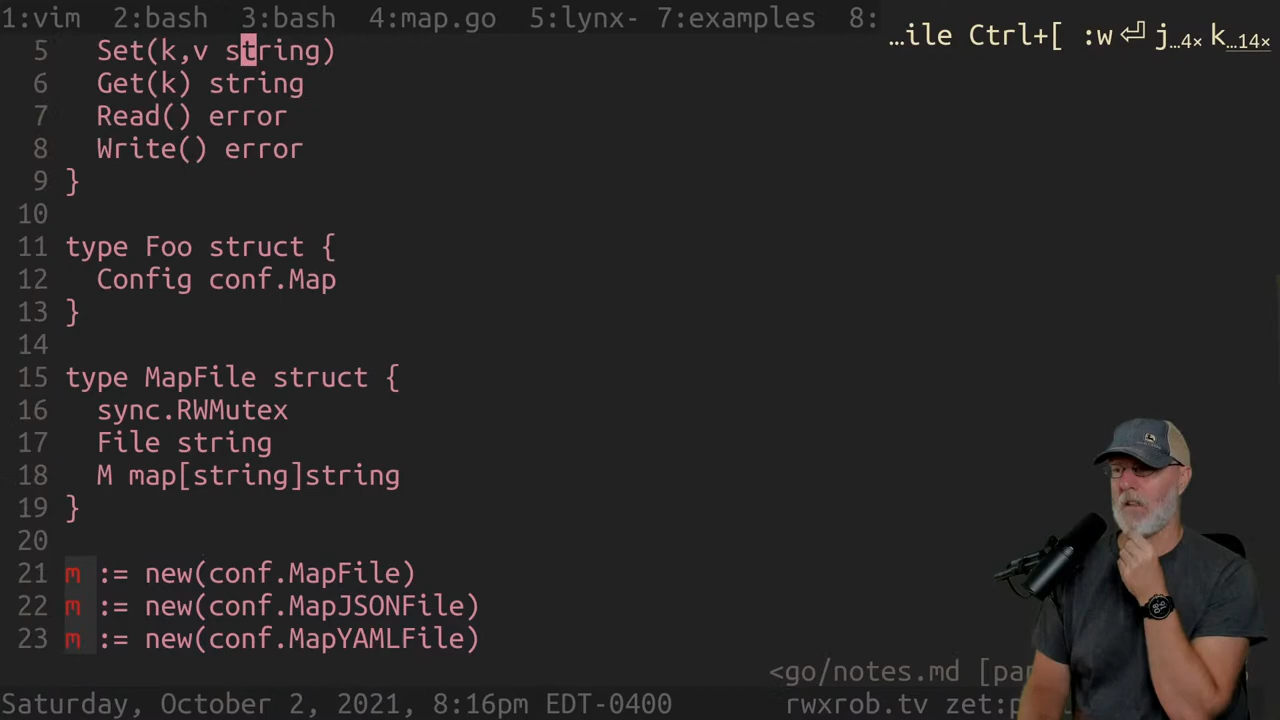 1:vim 2:bash 3:bash 4:map.go 5:lynx- 7:examples 8:
…ile Ctrl+[ :w⏎ j…4× k…14×
5 Set(k,v string)
6 Get(k) string
7 Read() error
8 Write() error
9 }
10
11 type Foo struct {
12 Config conf.Map
13 }
14
15 type MapFile struct {
16 sync.RWMutex
17 File string
18 M map[string]string
19 }
20
21 m := new(conf.MapFile)
22 m := new(conf.MapJSONFile)
23 m := new(conf.MapYAMLFile)
<go/notes.md [pa
Saturday, October 2, 2021, 8:16pm EDT-0400 rwxrob.tv zet:p